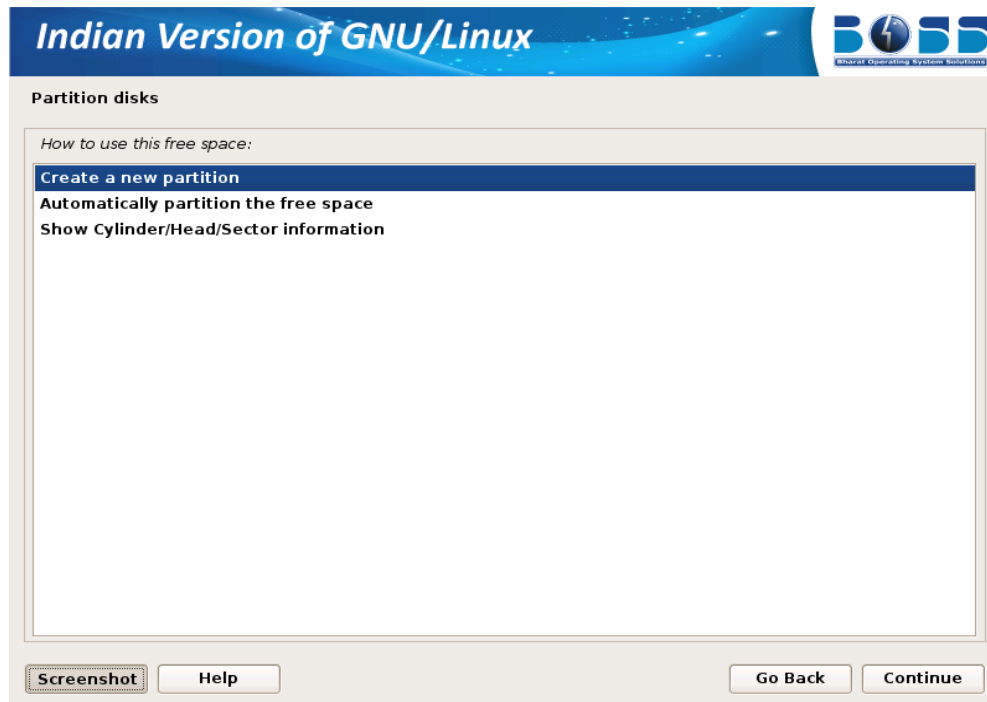 Indian Version of GNU/Linux
BOSS
Bharat Operating System Solutions
Partition disks
How to use this free space:
Create a new partition
Automatically partition the free space
Show Cylinder/Head/Sector information
Screenshot Help Go Back Continue